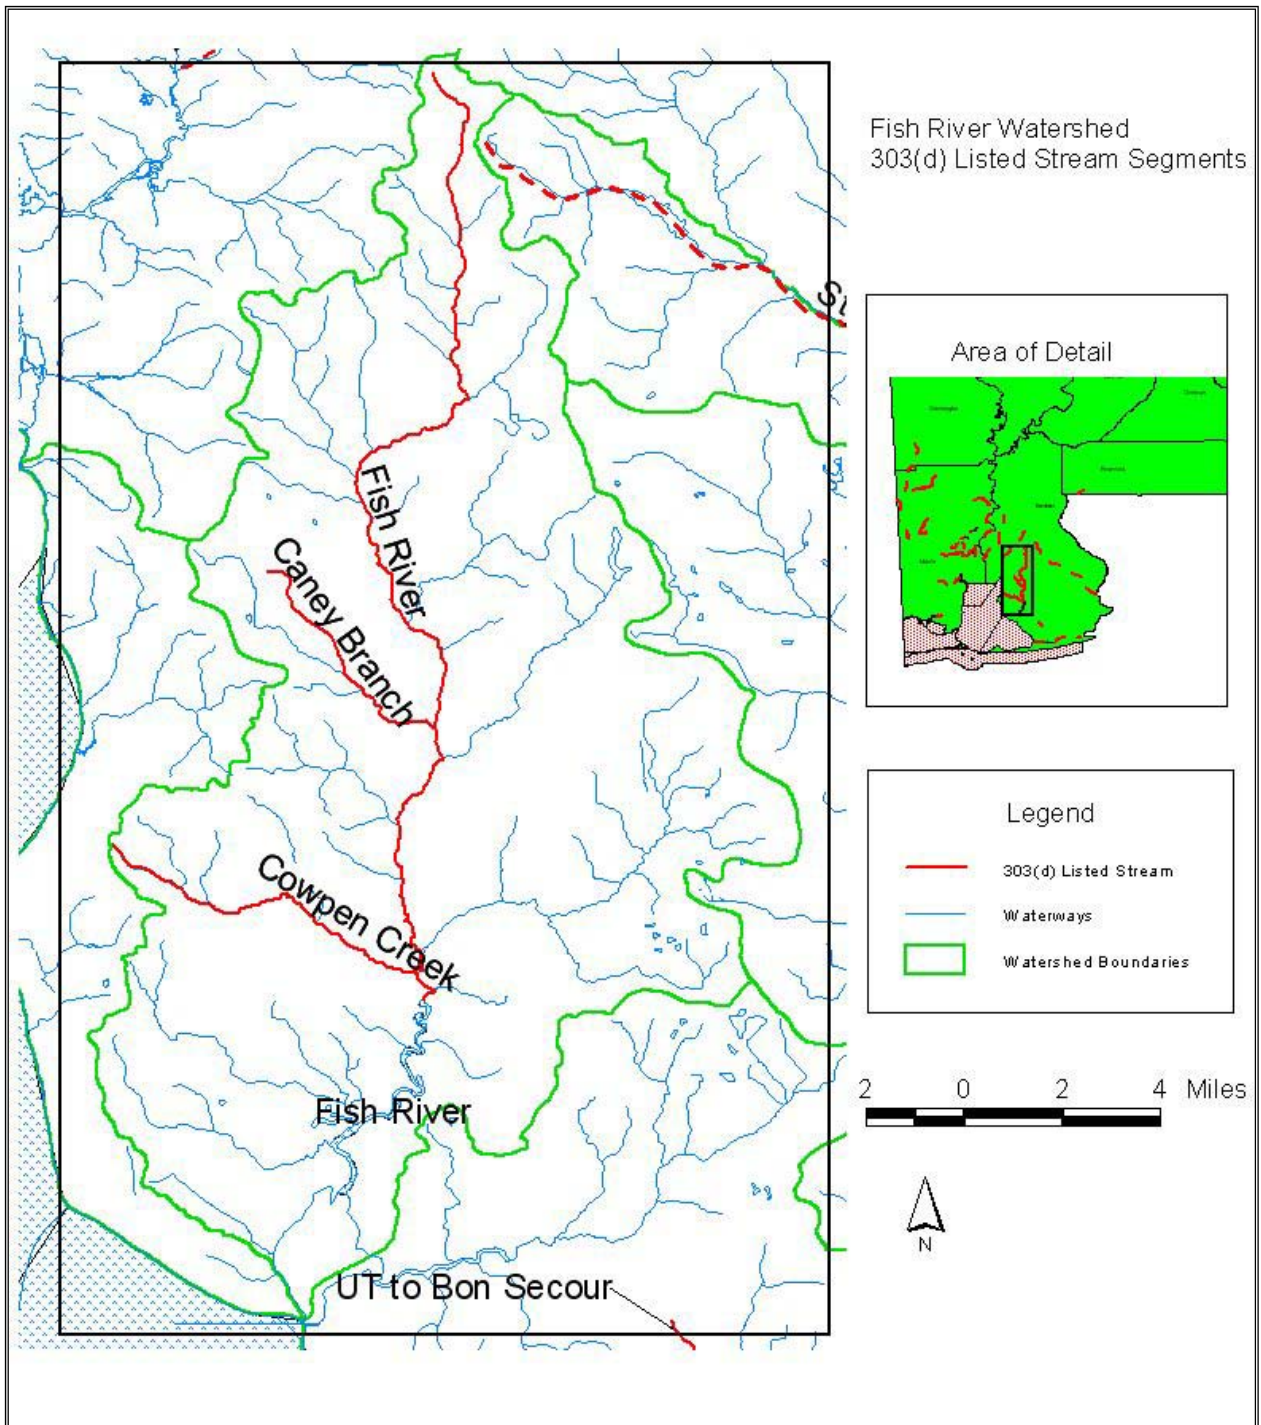 Fish River Watershed
303(d) Listed Stream Segments
St
Area of Detail
Fish River
Caney Branch
Legend
303(d) Listed Stream
Waterways
Watershed Boundaries
Cowpen Creek
2 0 2 4 Miles
Fish River
N
UT to Bon Secour